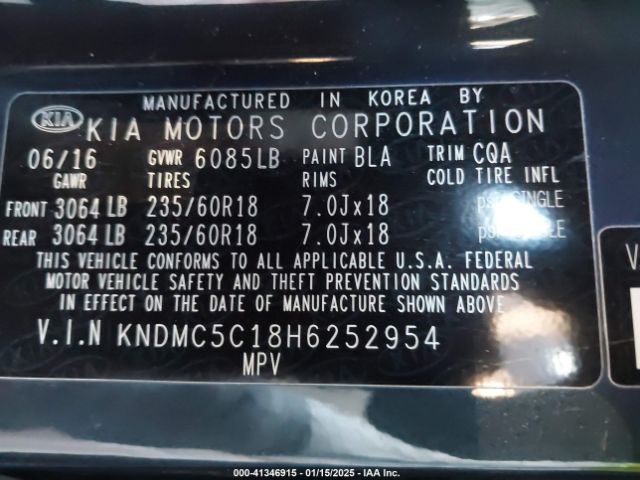 MANUFACTURED IN KOREA BY
KIA KIA MOTORS CORPORATION
06/16 GVWR 6085LB PAINT BLA TRIM CQA
GAWR TIRES RIMS COLD TIRE INFL
FRONT 3064 LB 235/60R18 7.0Jx18 SINGLE
REAR 3064 LB 235/60R18 7.0Jx18
THIS VEHICLE CONFORMS TO ALL APPLICABLE U.S.A. FEDERAL
MOTOR VEHICLE SAFETY AND THEFT PREVENTION STANDARDS
IN EFFECT ON THE DATE OF MANUFACTURE SHOWN ABOVE
V.I.N KNDMC5C18H6252954
MPV
000-41346915 - 01/15/2025 - IAA Inc.